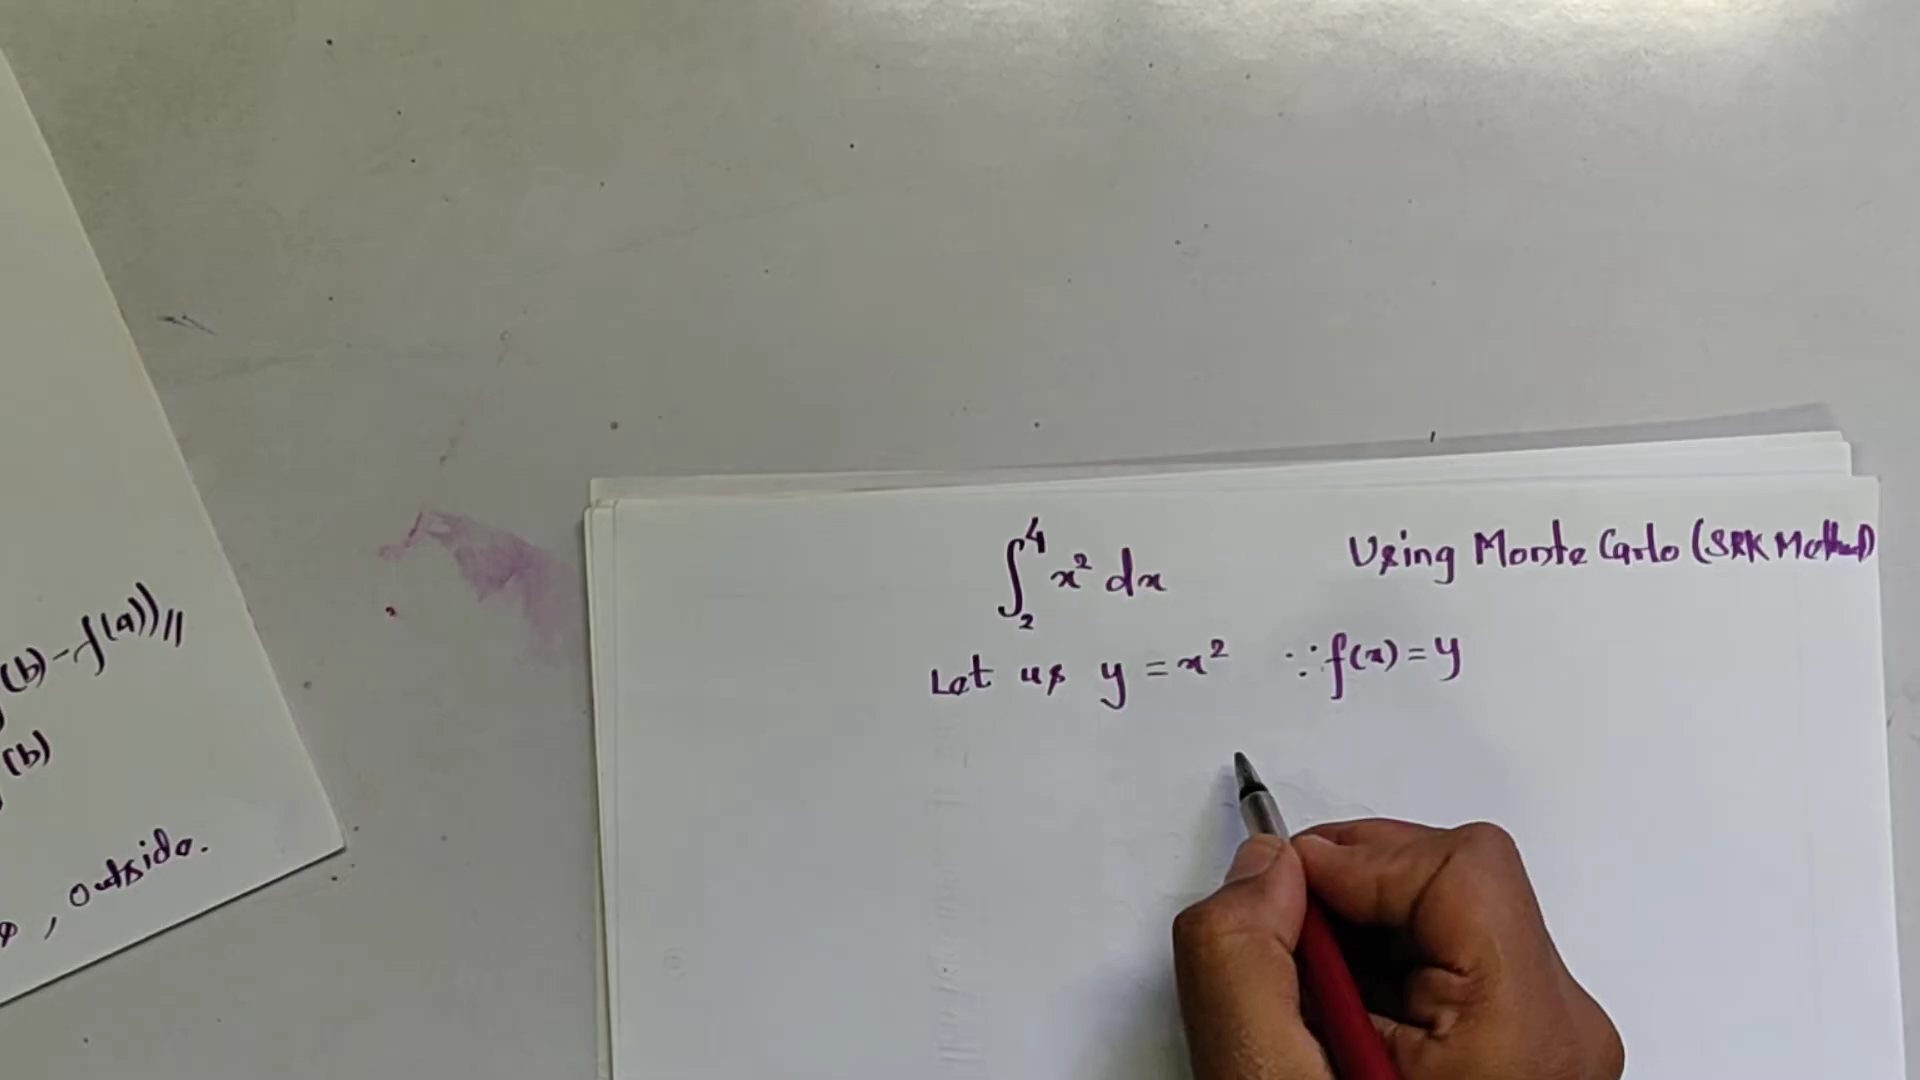 (b)-f(a))//
(b)
, outside.
∫₂⁴ x² dx Using Monte Carlo (SRK Method)
Let us y = x² ∵ f(x) = y